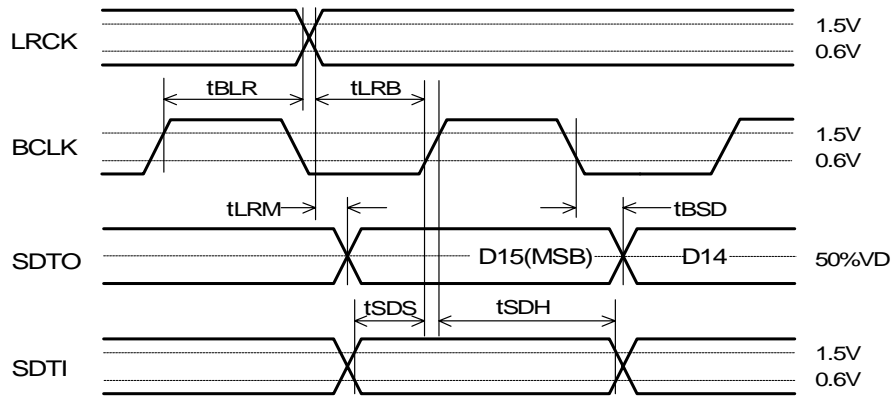 LRCK
1.5V
0.6V
tBLR
tLRB
BCLK
1.5V
0.6V
tLRM
tBSD
SDTO
D15(MSB)
D14
50%VD
tSDS
tSDH
SDTI
1.5V
0.6V